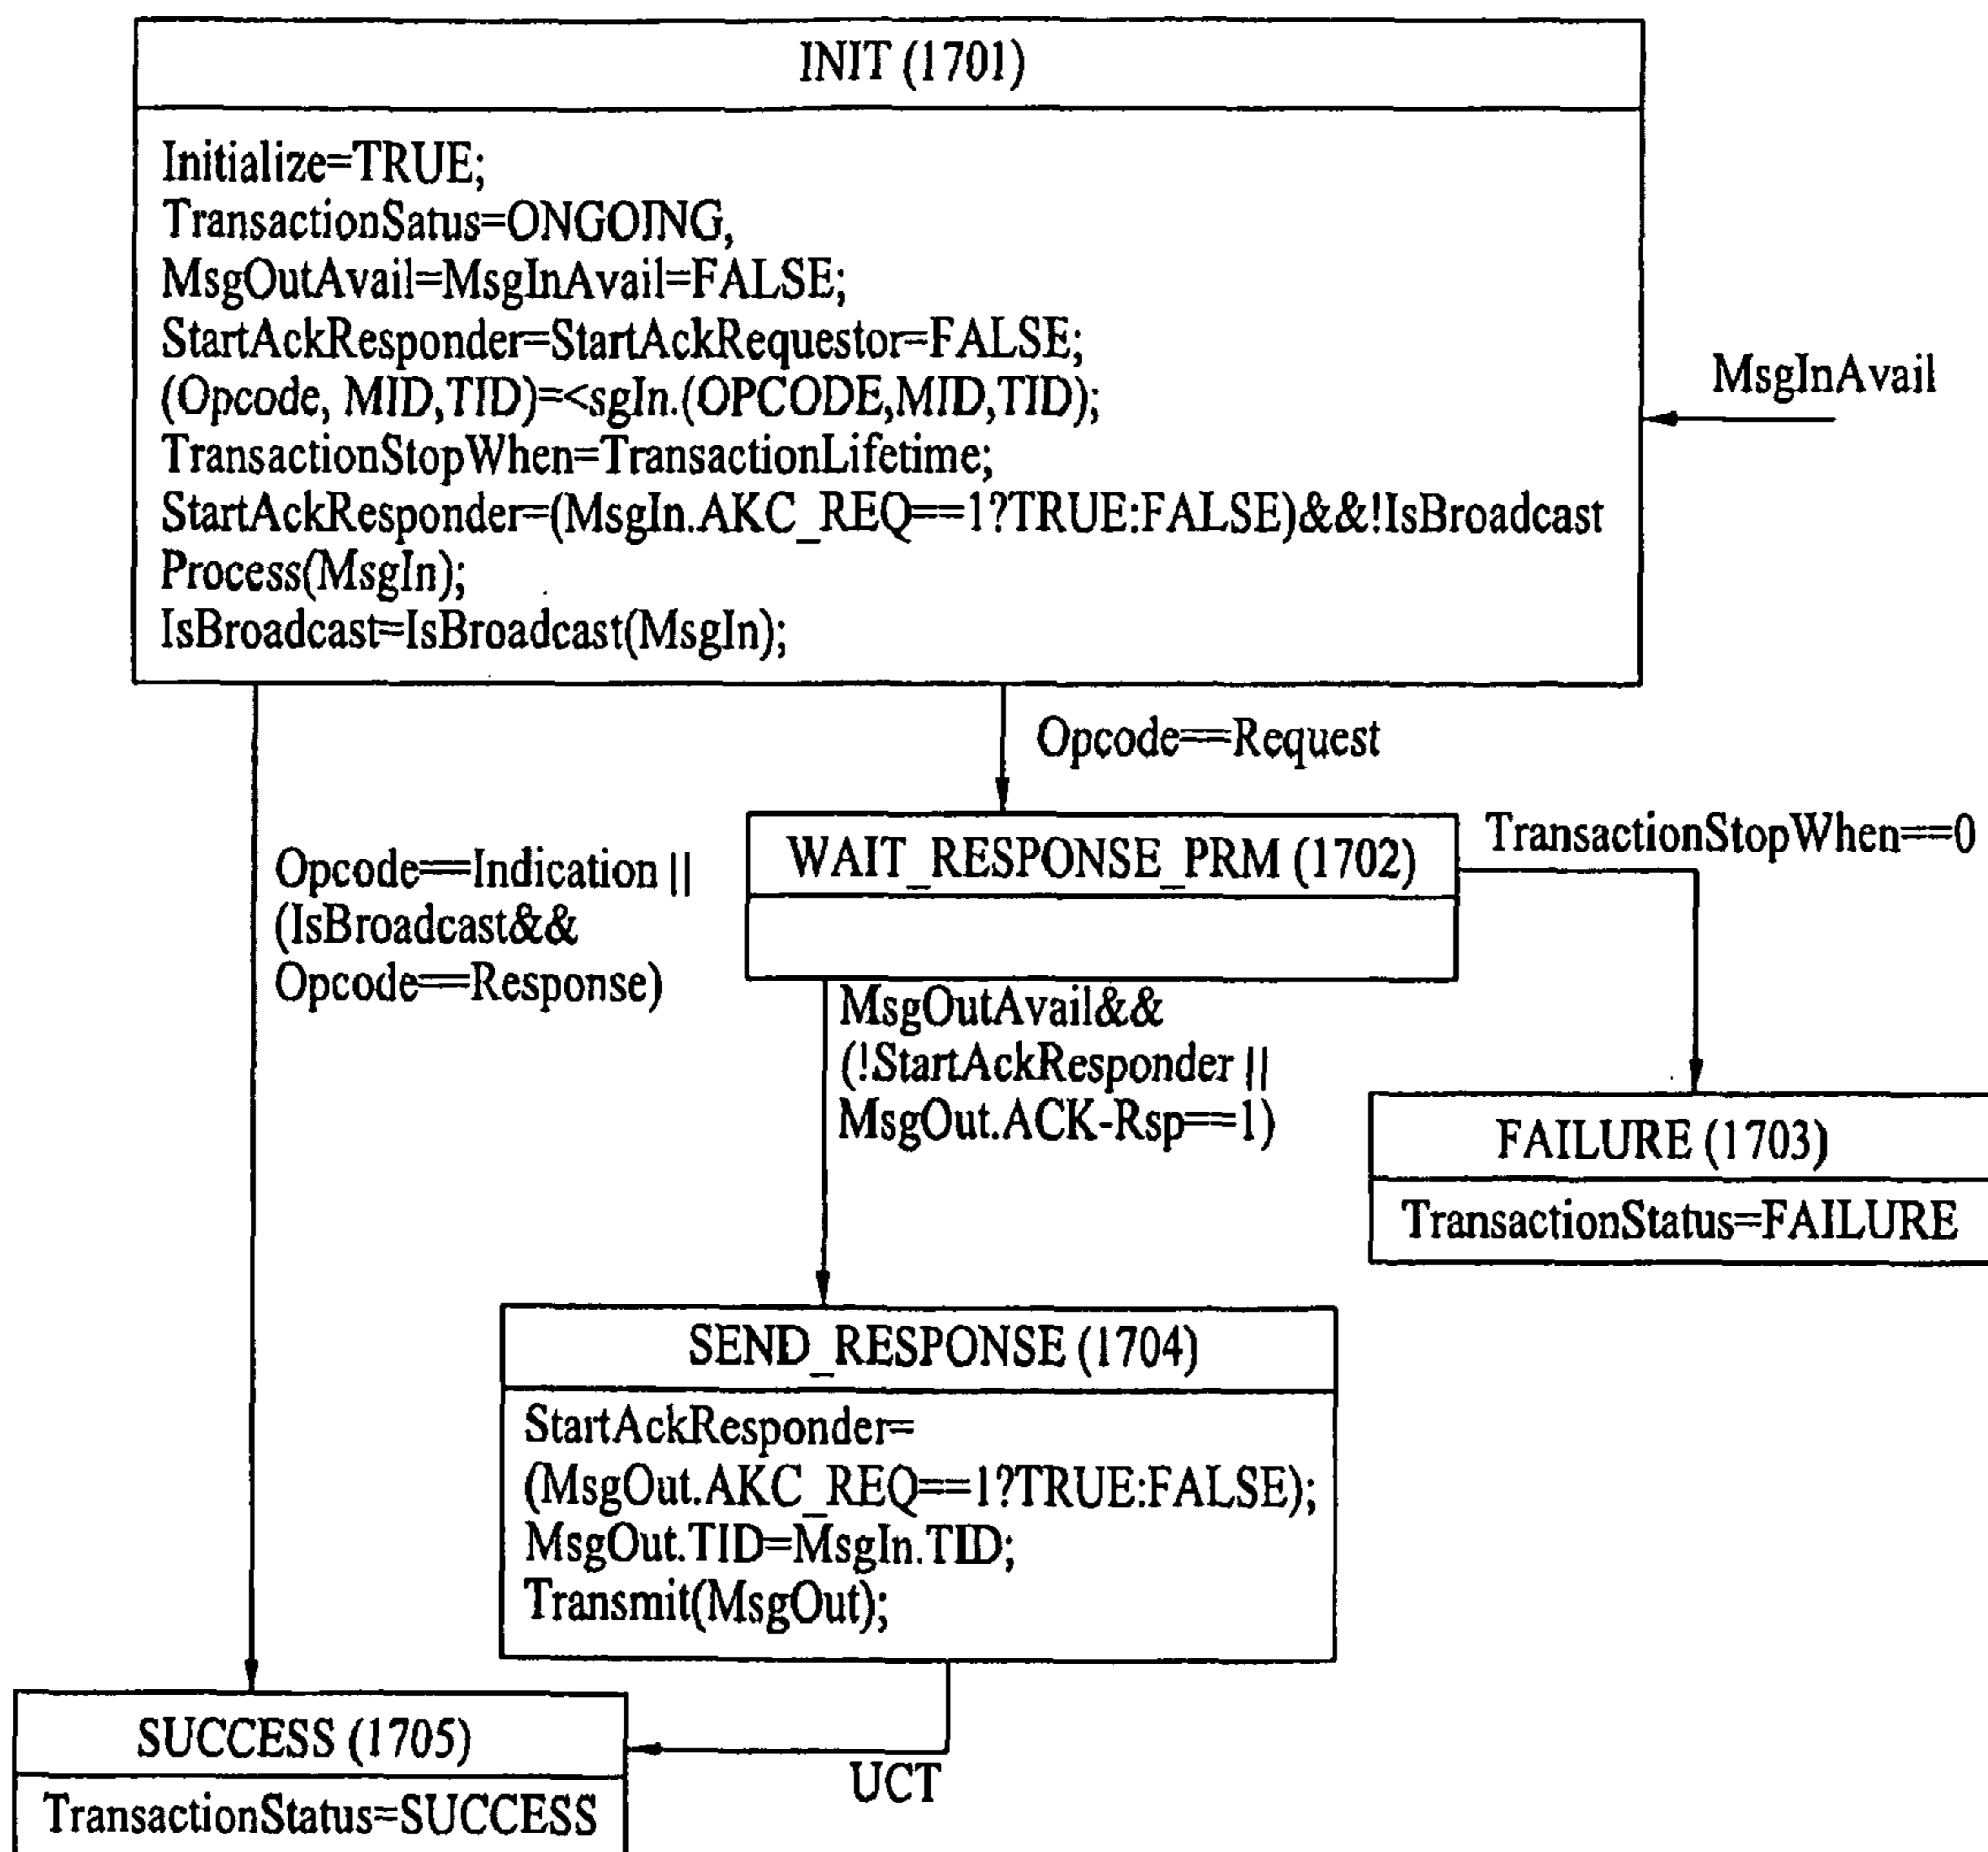 INIT (1701)
Initialize=TRUE;
TransactionSatus=ONGOING,
MsgOutAvail=MsgInAvail=FALSE;
StartAckResponder=StartAckRequestor=FALSE;
(Opcode, MID,TID)=<sgIn.(OPCODE,MID,TID);
TransactionStopWhen=TransactionLifetime;
StartAckResponder=(MsgIn.AKC_REQ==1?TRUE:FALSE)&&!IsBroadcast
Process(MsgIn);
IsBroadcast=IsBroadcast(MsgIn);
MsgInAvail
Opcode==Request
Opcode==Indication ||
(IsBroadcast&&
Opcode==Response)
WAIT_RESPONSE_PRM (1702)
TransactionStopWhen==0
MsgOutAvail&&
(!StartAckResponder ||
MsgOut.ACK-Rsp==1)
FAILURE (1703)
TransactionStatus=FAILURE
SEND_RESPONSE (1704)
StartAckResponder=
(MsgOut.AKC_REQ==1?TRUE:FALSE);
MsgOut.TID=MsgIn.TID;
Transmit(MsgOut);
UCT
SUCCESS (1705)
TransactionStatus=SUCCESS